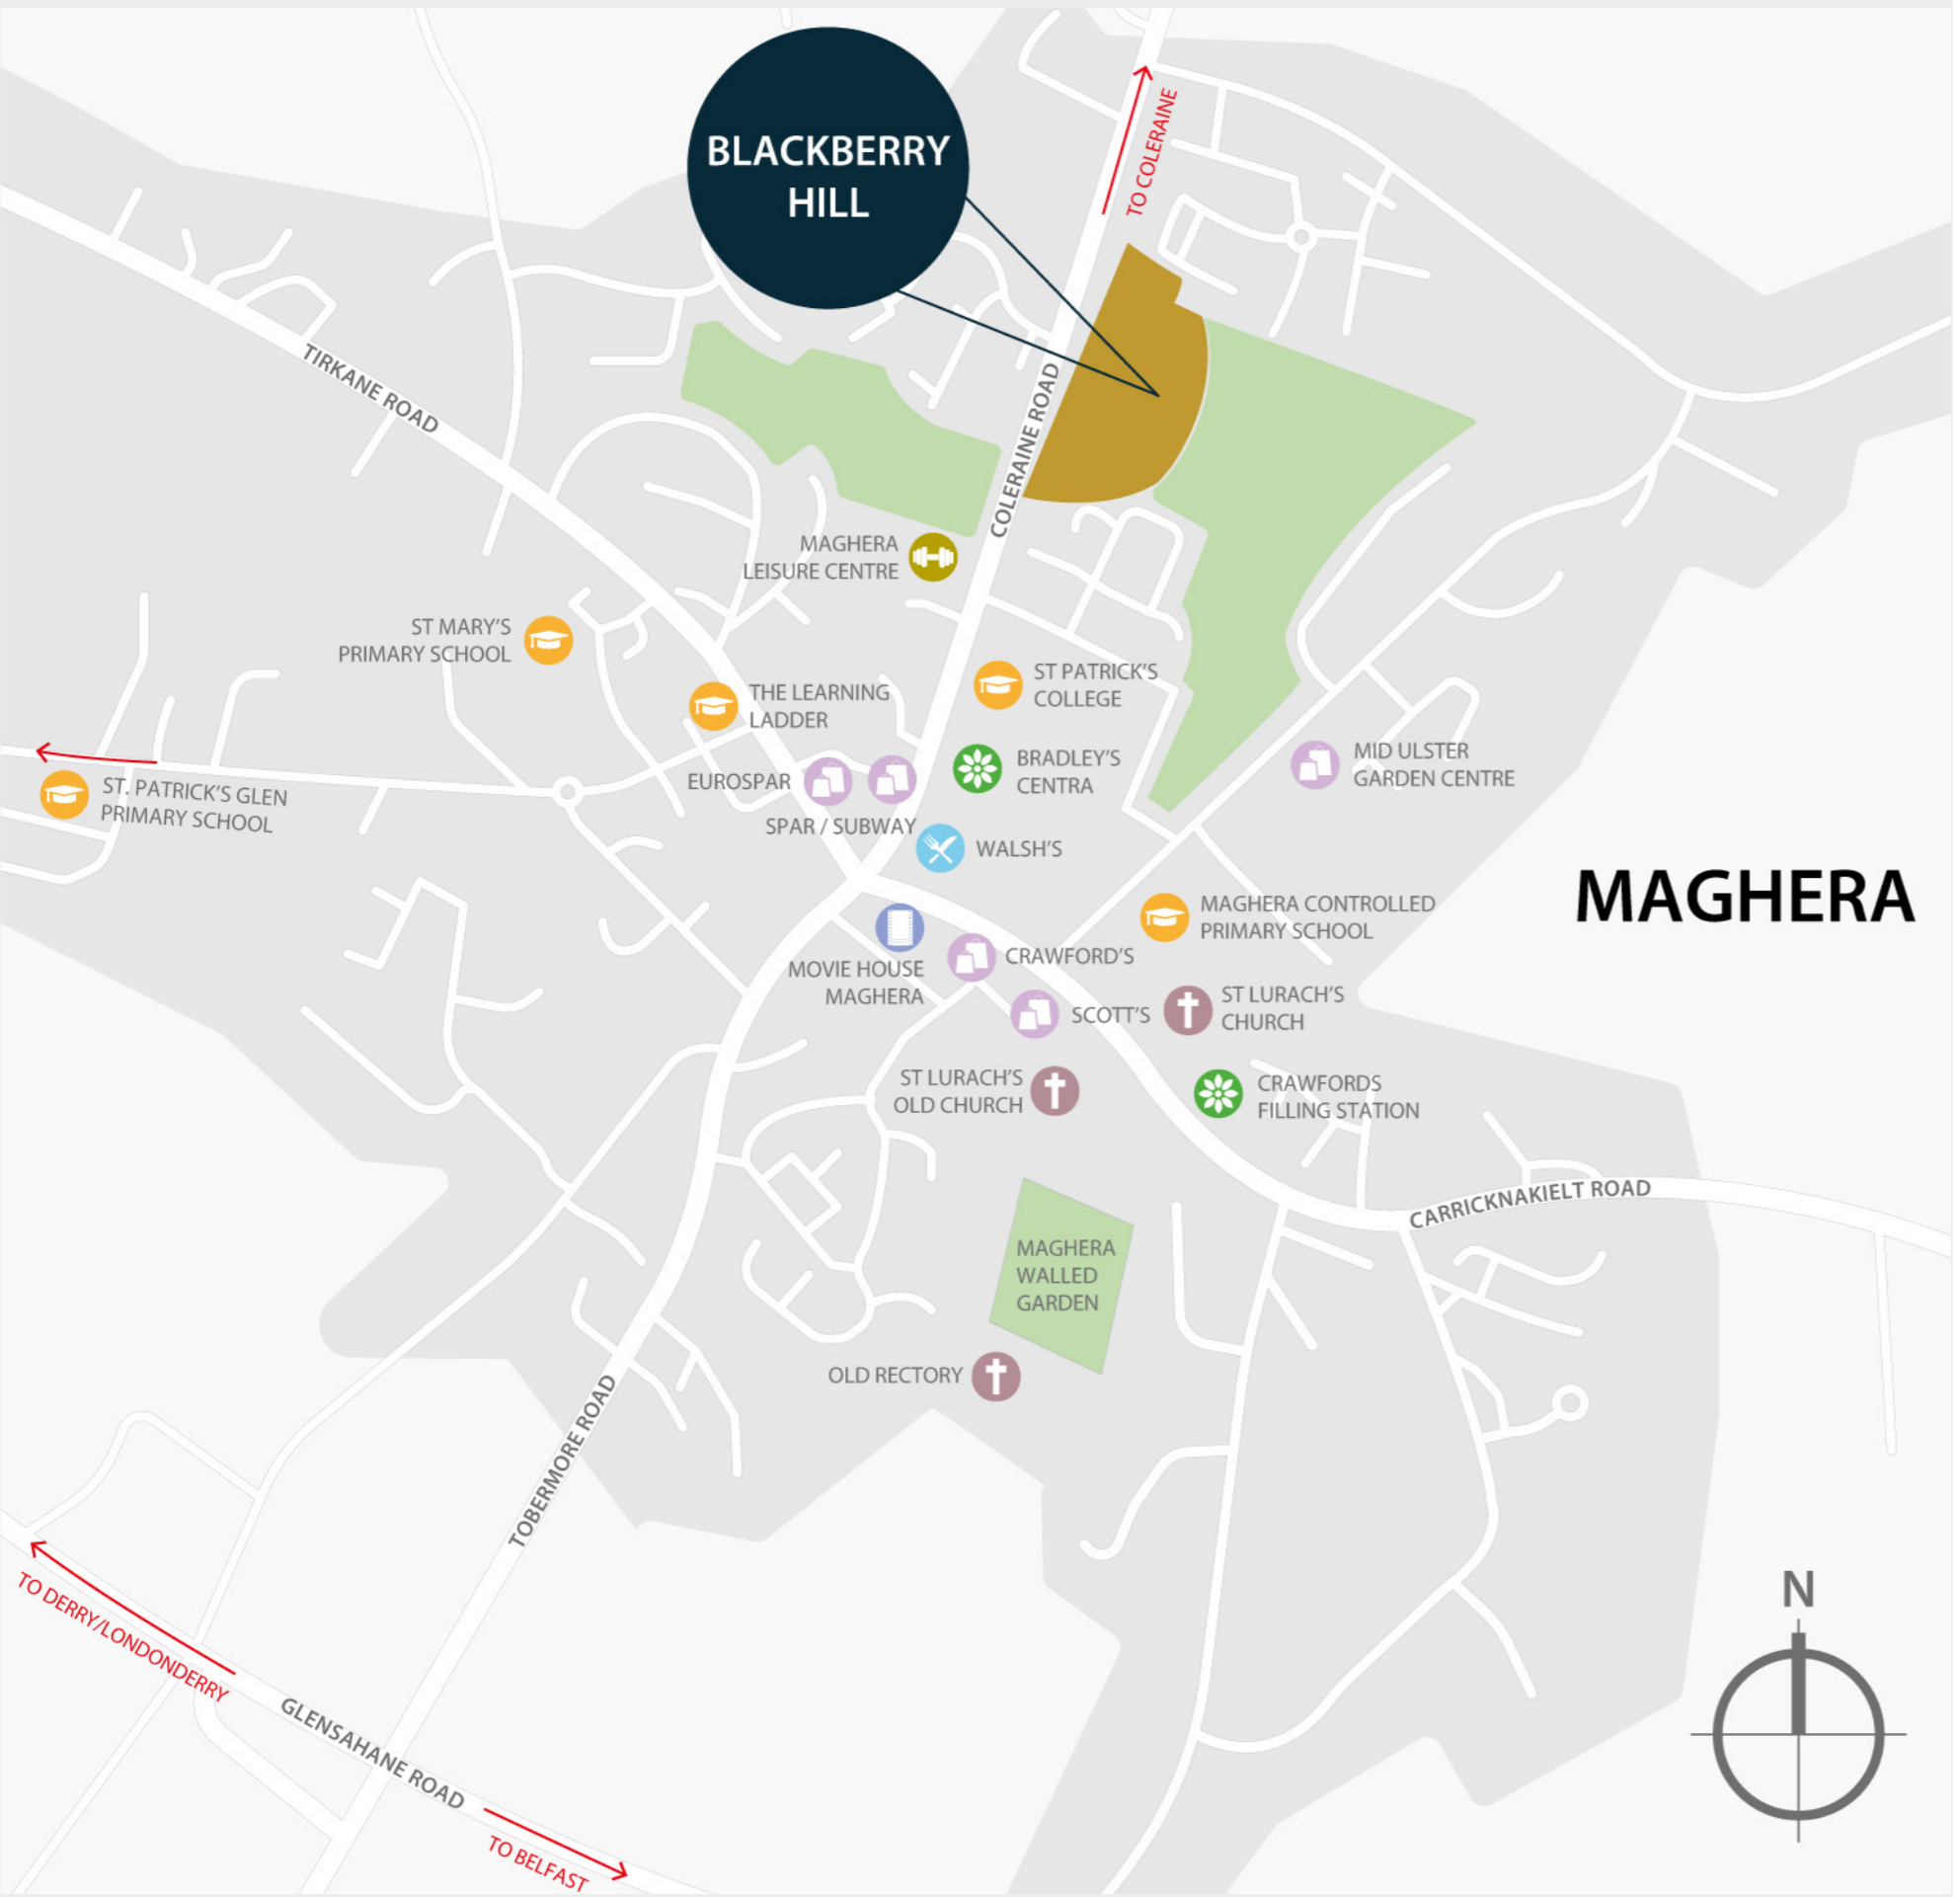 BLACKBERRY
HILL
TO COLERAINE
TIRKANE ROAD
COLERAINE ROAD
MAGHERA
LEISURE CENTRE
ST MARY'S
PRIMARY SCHOOL
ST PATRICK'S
COLLEGE
THE LEARNING
LADDER
BRADLEY'S
CENTRA
MID ULSTER
GARDEN CENTRE
EUROSPAR
ST. PATRICK'S GLEN
PRIMARY SCHOOL
SPAR / SUBWAY
WALSH'S
MAGHERA
MAGHERA CONTROLLED
PRIMARY SCHOOL
CRAWFORD'S
MOVIE HOUSE
MAGHERA
SCOTT'S
ST LURACH'S
CHURCH
ST LURACH'S
OLD CHURCH
CRAWFORDS
FILLING STATION
CARRICKNAKIELT ROAD
MAGHERA
WALLED
GARDEN
OLD RECTORY
TOBERMORE ROAD
TO DERRY/LONDONDERRY
N
GLENSAHANE ROAD
TO BELFAST